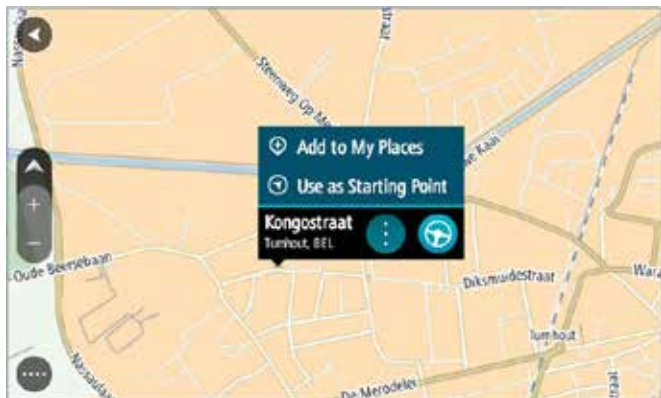 Steenweg Op
Kaai
Add to My Places
Use as Starting Point
Kongostraat
Turnhout, BEL
Oude Beersebaan
Diksmuidestraat
Turnhout
De Merodelei